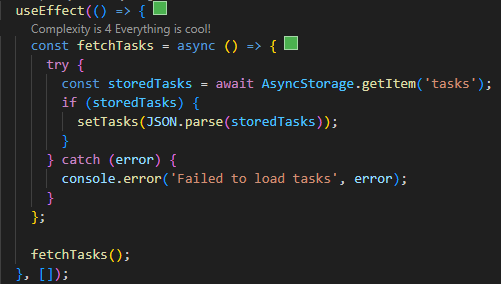 useEffect(() => {
Complexity is 4 Everything is cool!
const fetchTasks = async () => {
try {
const storedTasks = await AsyncStorage.getItem('tasks');
if (storedTasks) {
setTasks(JSON.parse(storedTasks));
}
} catch (error) {
console.error('Failed to load tasks', error);
}
};
fetchTasks();
}, []);